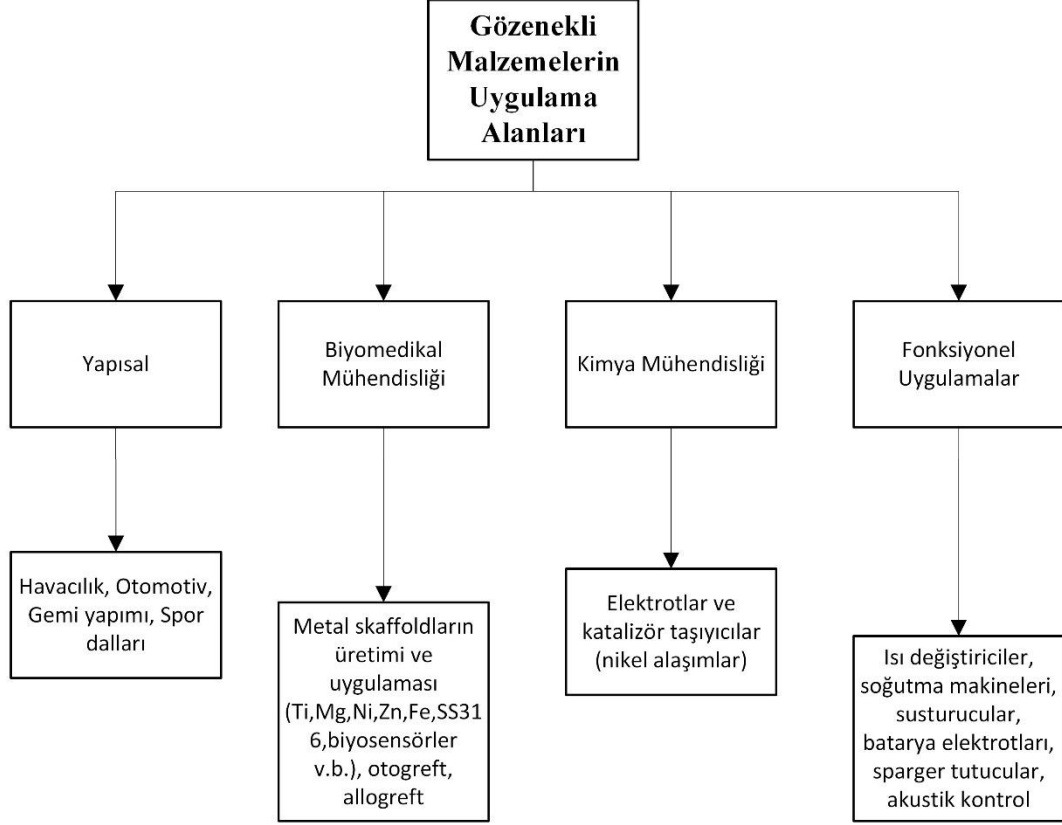 Gözenekli
Malzemelerin
Uygulama
Alanları
Yapısal
Biyomedikal
Mühendisliği
Kimya Mühendisliği
Fonksiyonel
Uygulamalar
Havacılık, Otomotiv,
Gemi yapımı, Spor
dalları
Metal skaffoldların
üretimi ve
uygulaması
(Ti,Mg,Ni,Zn,Fe,SS31
6,biyosensörler
v.b.), otogreft,
allogreft
Elektrotlar ve
katalizör taşıyıcılar
(nikel alaşımlar)
Isı değiştiriciler,
soğutma makineleri,
susturucular,
batarya elektrotları,
sparger tutucular,
akustik kontrol